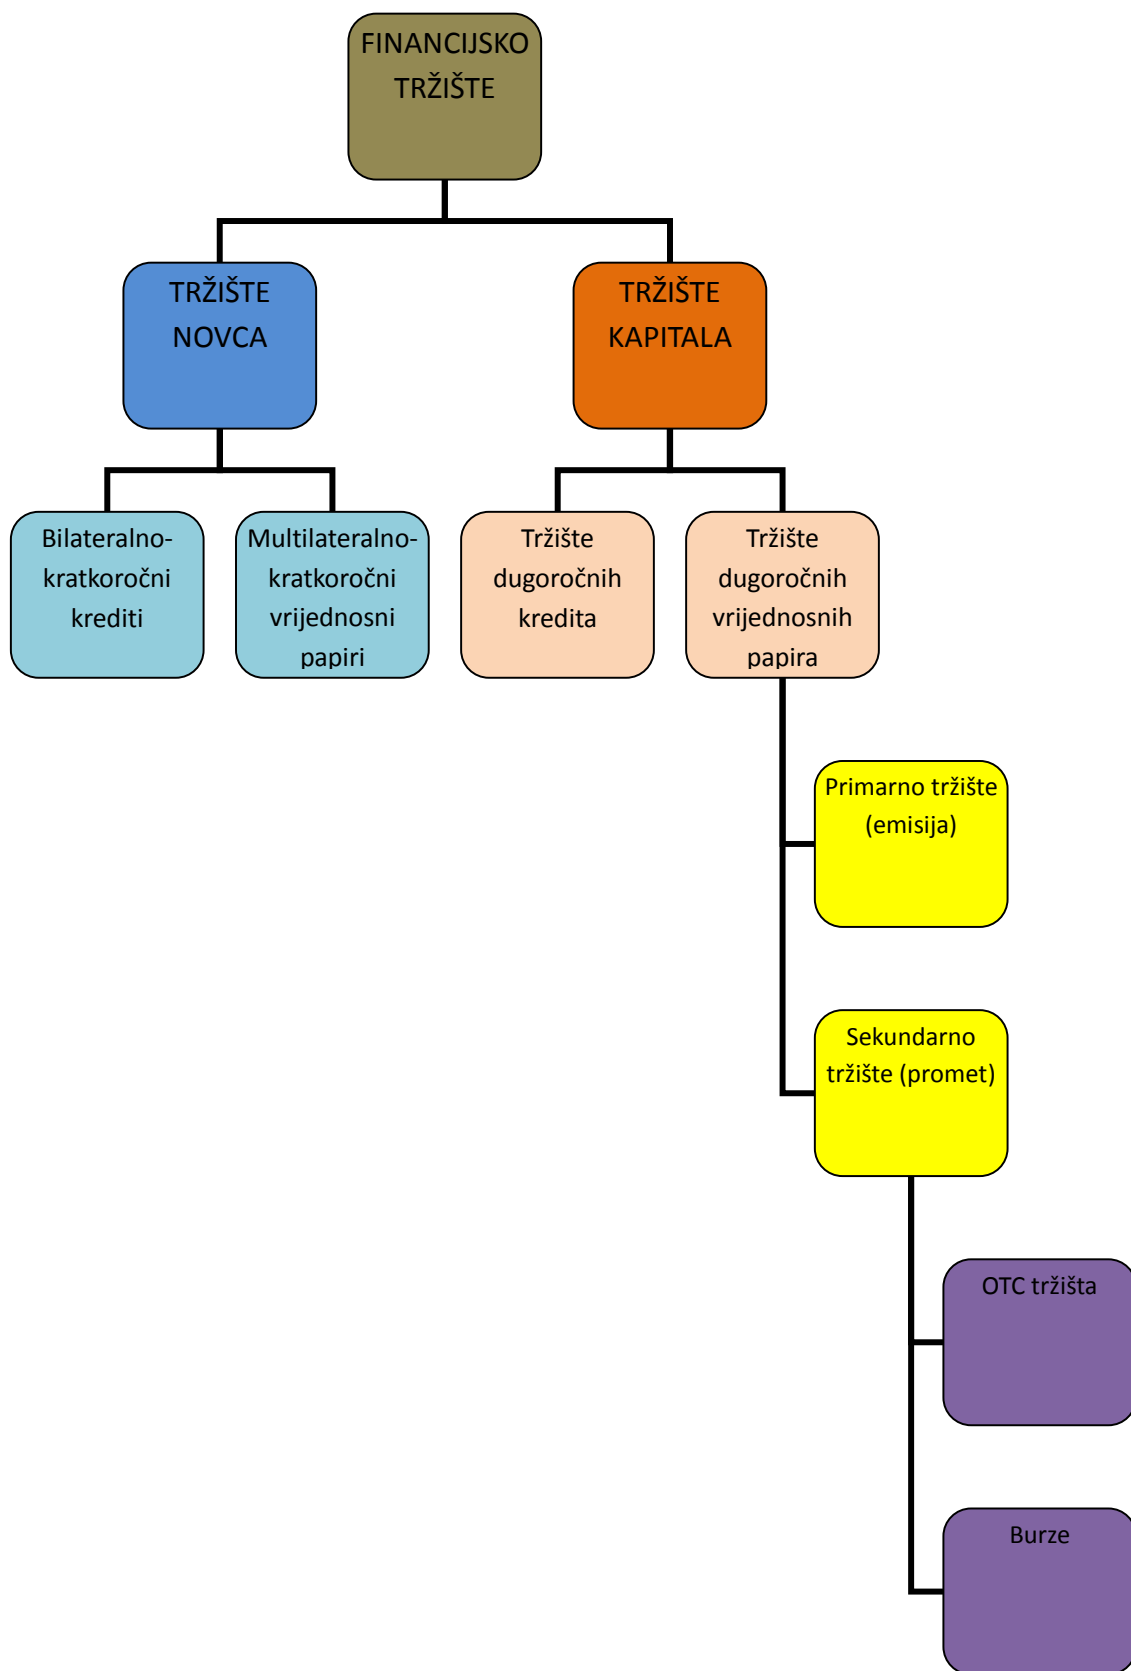 FINANCIJSKO
TRŽIŠTE
TRŽIŠTE
NOVCA
TRŽIŠTE
KAPITALA
Bilateralno-
kratkoročni
krediti
Multilateralno-
kratkoročni
vrijednosni
papiri
Tržište
dugoročnih
kredita
Tržište
dugoročnih
vrijednosnih
papira
Primarno tržište
(emisija)
Sekundarno
tržište (promet)
OTC tržišta
Burze